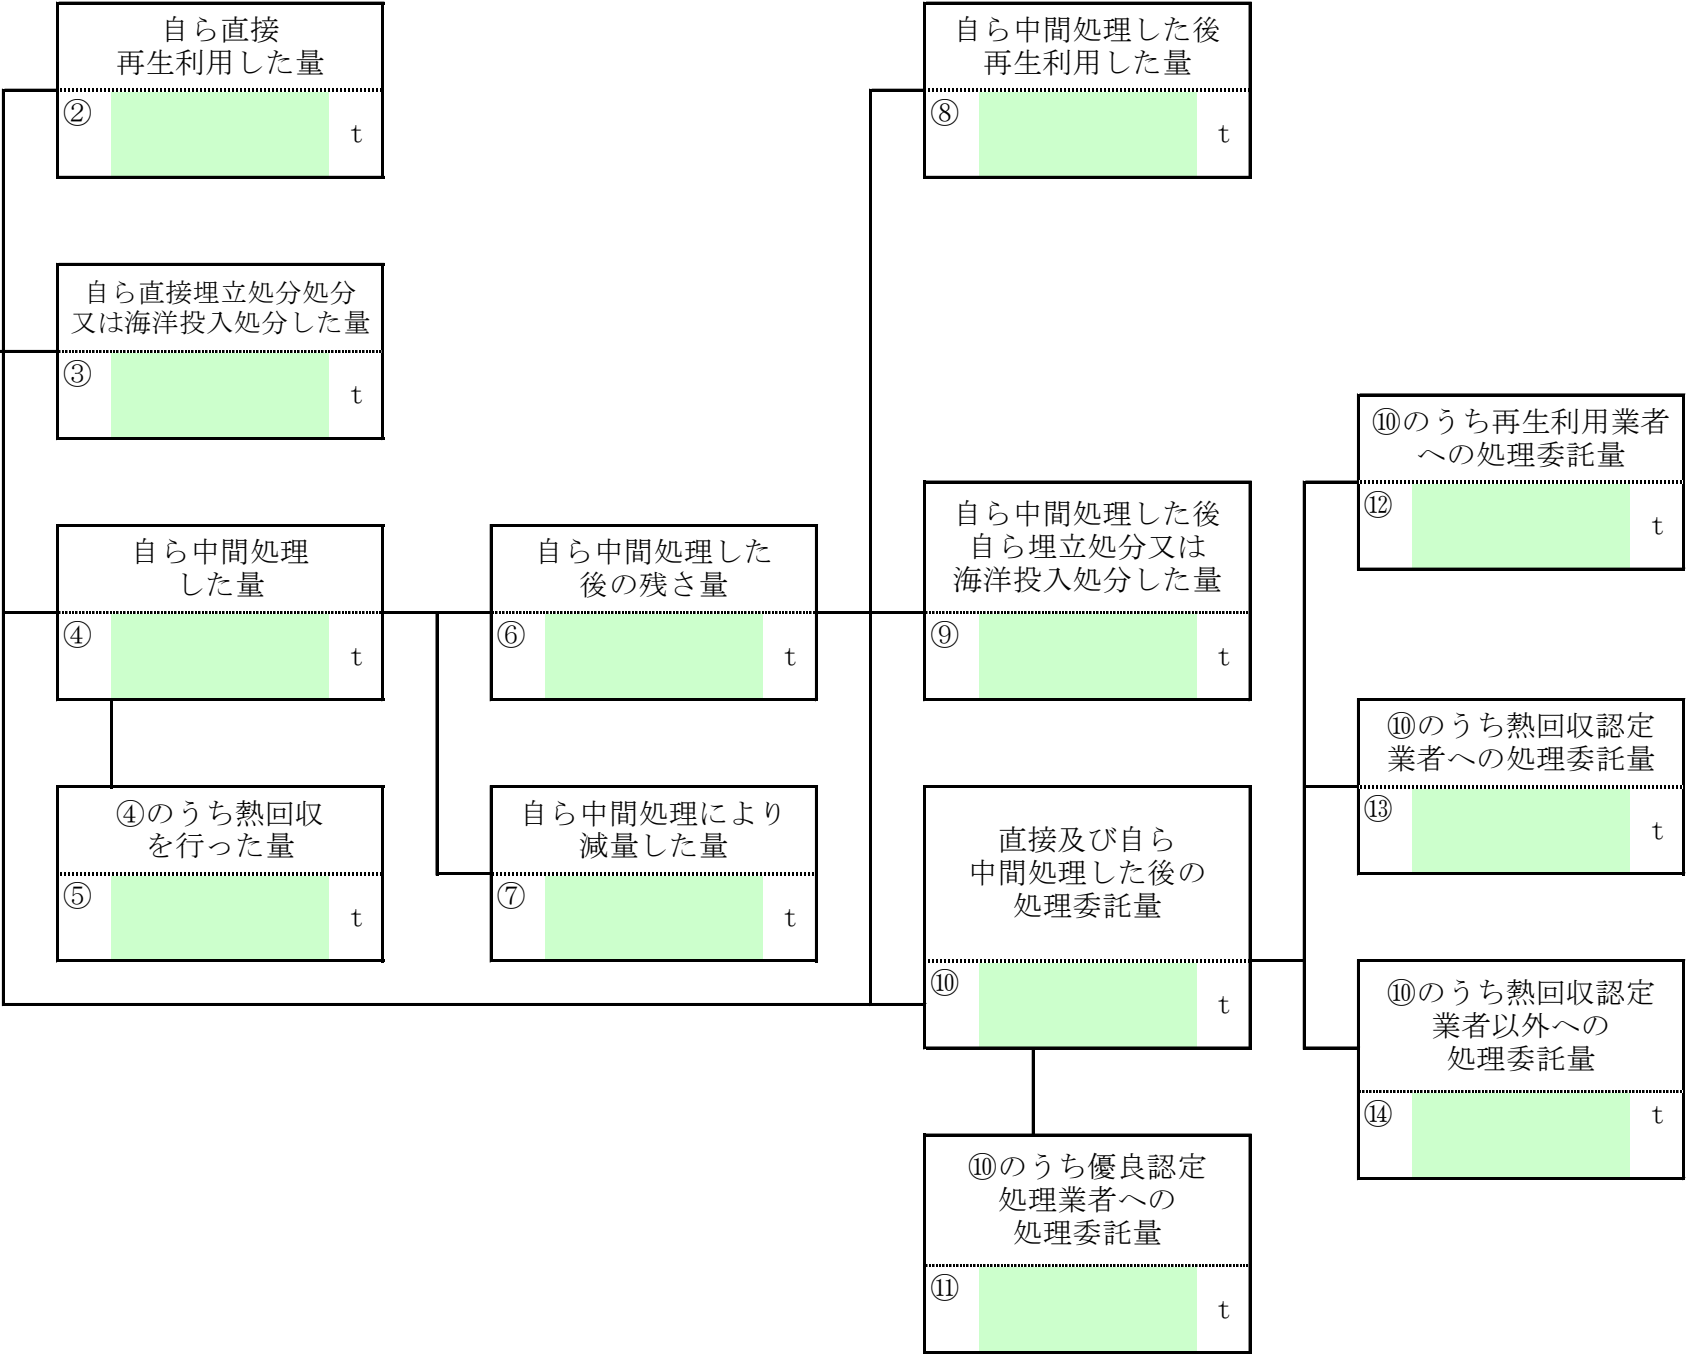 自ら直接
再生利用した量
②
t
自ら中間処理した後
再生利用した量
⑧
t
自ら直接埋立処分処分
又は海洋投入処分した量
③
t
⑩のうち再生利用業者
への処理委託量
⑫
t
自ら中間処理
した量
④
t
自ら中間処理した
後の残さ量
⑥
t
自ら中間処理した後
自ら埋立処分又は
海洋投入処分した量
⑨
t
⑩のうち熱回収認定
業者への処理委託量
⑬
t
④のうち熱回収
を行った量
⑤
t
自ら中間処理により
減量した量
⑦
t
直接及び自ら
中間処理した後の
処理委託量
⑩
t
⑩のうち熱回収認定
業者以外への
処理委託量
⑭
t
⑩のうち優良認定
処理業者への
処理委託量
⑪
t